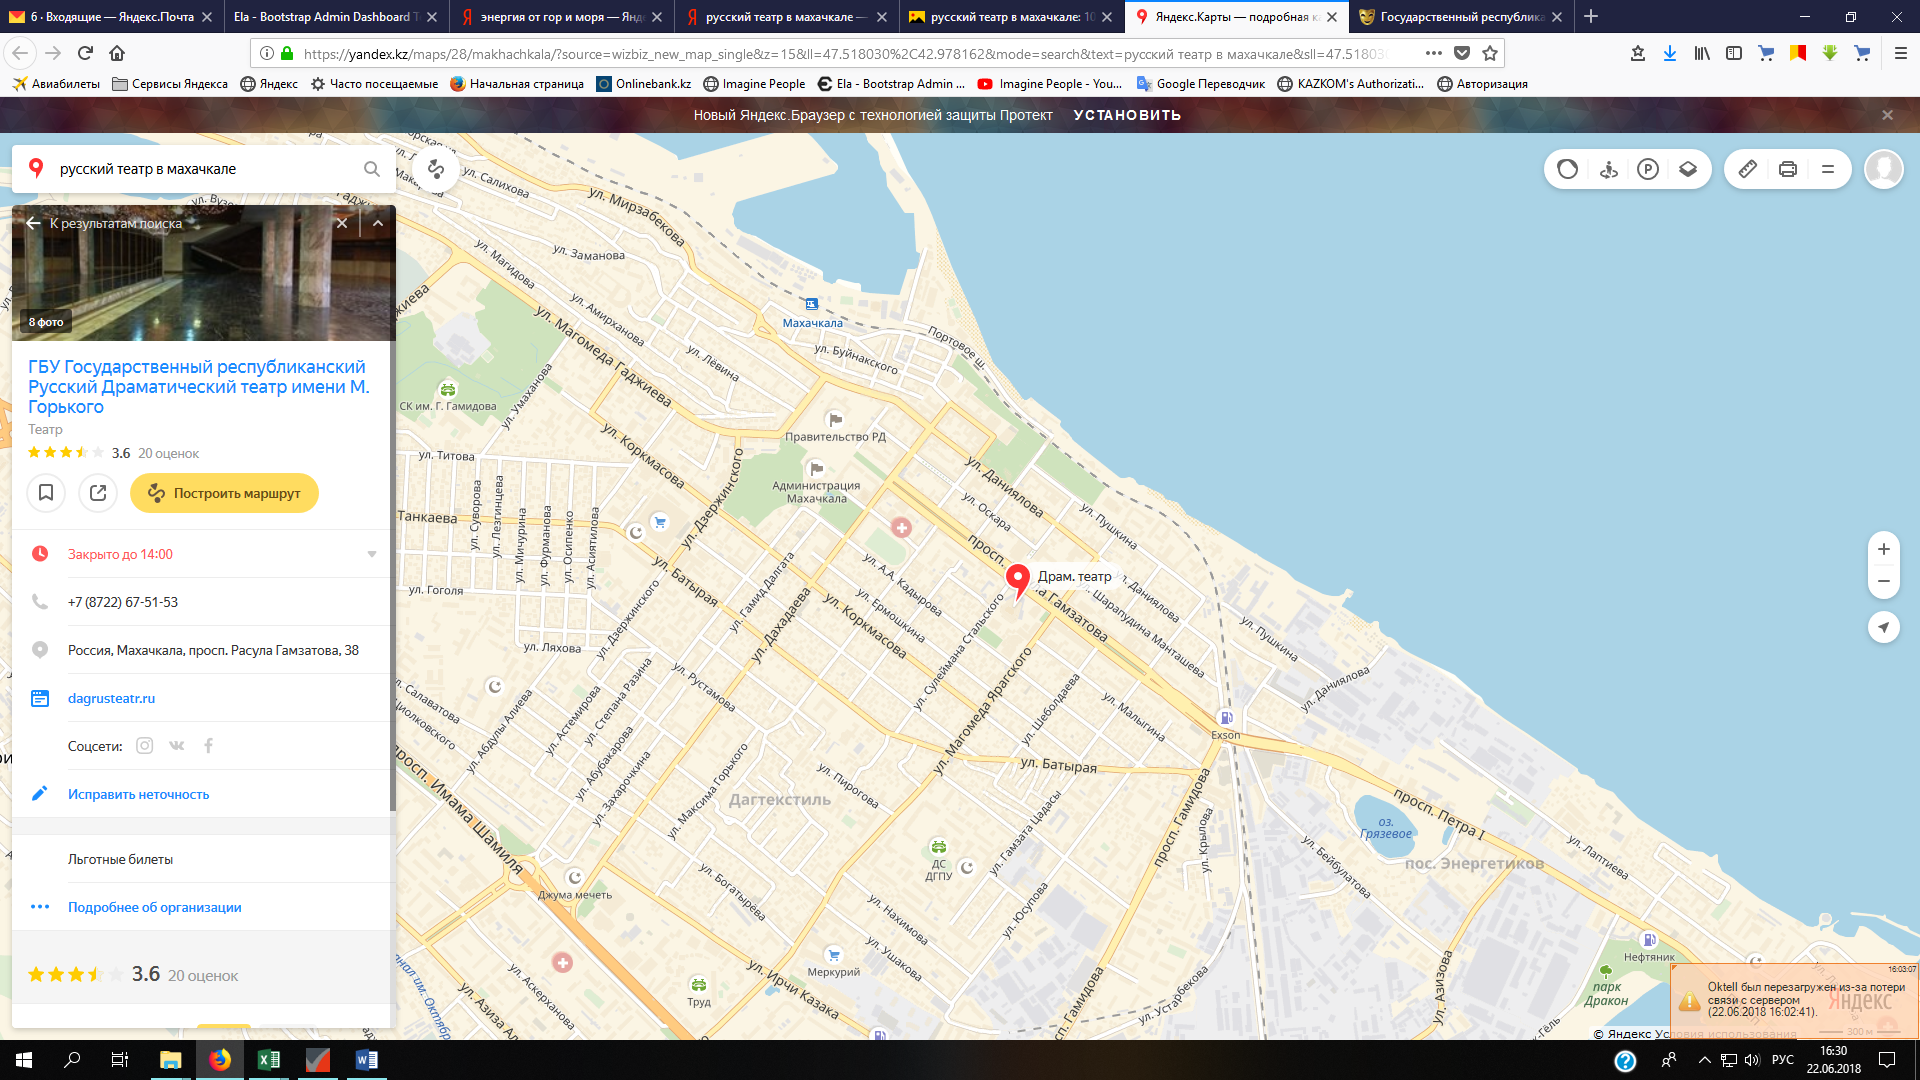 6 · Входящие — Яндекс.Почта
Ela - Bootstrap Admin Dashboard T
энергия от гор и моря — Янд
русский театр в махачкале —
русский театр в махачкале: 10
Яндекс.Карты — подробная к
Государственный республика
https://yandex.kz/maps/28/makhachkala/?source=wizbiz_new_map_single&z=15&ll=47.518030%2C42.978162&mode=search&text=русский театр в махачкале&sll=47.51803
Авиабилеты
Сервисы Яндекса
Яндекс
Часто посещаемые
Начальная страница
Onlinebank.kz
Imagine People
Ela - Bootstrap Admin ...
Imagine People - You...
Google Переводчик
KAZKOM's Authorizati...
Авторизация
Новый Яндекс.Браузер с технологией защиты Протект УСТАНОВИТЬ
русский театр в махачкале
К результатам поиска
8 фото
ГБУ Государственный республиканский
Русский Драматический театр имени М.
Горького
Театр
3.6 20 оценок
Построить маршрут
Закрыто до 14:00
+7 (8722) 67-51-53
Россия, Махачкала, просп. Расула Гамзатова, 38
dagrusteatr.ru
Соцсети:
Исправить неточность
Льготные билеты
Подробнее об организации
3.6 20 оценок
ул. Салихова
ул. Мирзабекова
ул. Заманова
ул. Магидова
ул. Амирханова
ул. Магомеда Гаджиева
ул. Лёвина
Махачкала
ул. Буйнакского
Портовое ш.
СК им. Г. Гамидова
ул. Умаханова
ул. Коркмасова
Правительство РД
ул. Титова
Администрация
Махачкала
ул. Дзержинского
ул. Даниялова
ул. Оскара
ул. Пушкина
Танкаева
ул. Суворова
ул. Лезгинцева
ул. Мичурина
ул. Фурманова
ул. Осипенко
ул. Асиятилова
ул. Гоголя
ул. Ляхова
ул. Дзержинского
ул. Батырая
ул. Гамид Далгата
ул. Дахадаева
ул. А.А. Кадырова
ул. Ермошкина
ул. Коркмасова
ул. Сулеймана Стальского
просп.
Драм. театр
на Гамзатова
ул. Даниялова
ул. Шарапудина Манташева
ул. Пушкина
ул. Даниялова
ул. Рустамова
ул. Салаватова
Циолковского
ул. Абдулы Алиева
ул. Астемирова
ул. Степана Разина
ул. Абубакарова
ул. Захарочкина
ул. Максима Горького
Дагтекстиль
ул. Пирогова
ул. Магомеда Ярагского
ул. Шеболдаева
ул. Малыгина
Exson
ул. Батырая
просп. Гамидова
ул. Крылова
ул. Гамзата Цадасы
просп. Имама Шамиля
Джума мечеть
ул. Богатырёва
ДС
ДГПУ
ул. Нахимова
ул. Юсупова
ул. Ушакова
Меркурий
Труд
ул. Аскерханова
ул. Ирчи Казака
ул. Азиза А
сп. Гамидова
ул. Устарбекова
оз.
Грязевое
просп. Петра I
пос. Энергетиков
ул. Бейбулатова
ул. Лаптиева
ул. Азизова
Нефтяник
парк
Дракон
16:03:07
Oktell был перезагружен из-за потери
связи с сервером
(22.06.2018 16:02:41).
Яндекс
© Яндекс Условия использования
300 м
РУС
16:30
22.06.2018